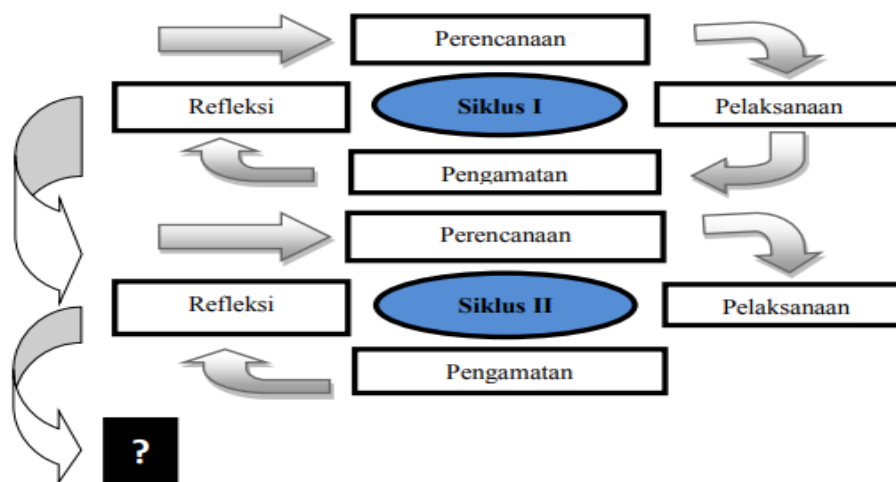 Perencanaan
Refleksi
Siklus I
Pelaksanaan
Pengamatan
Perencanaan
Refleksi
Siklus II
Pelaksanaan
Pengamatan
?